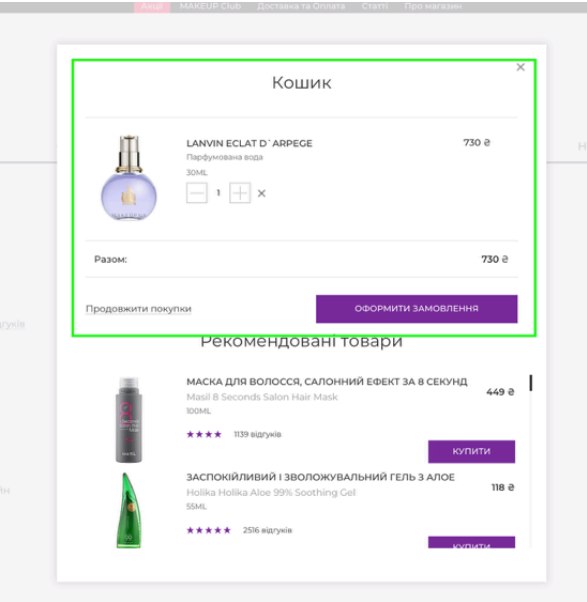 Акції MAKEUP Club Доставка та Оплата Статті Про магазин
×
Кошик
LANVIN ECLAT D`ARPEGE 730 ₴
Парфумована вода
30ML
1 ×
Разом: 730 ₴
Продовжити покупки ОФОРМИТИ ЗАМОВЛЕННЯ
Рекомендовані товари
МАСКА ДЛЯ ВОЛОССЯ, САЛОННИЙ ЕФЕКТ ЗА 8 СЕКУНД 449 ₴
Masil 8 Seconds Salon Hair Mask
100ML
1139 відгуків
КУПИТИ
ЗАСПОКІЙЛИВИЙ І ЗВОЛОЖУВАЛЬНИЙ ГЕЛЬ З АЛОЕ 118 ₴
Holika Holika Aloe 99% Soothing Gel
55ML
2516 відгуків
КУПИТИ